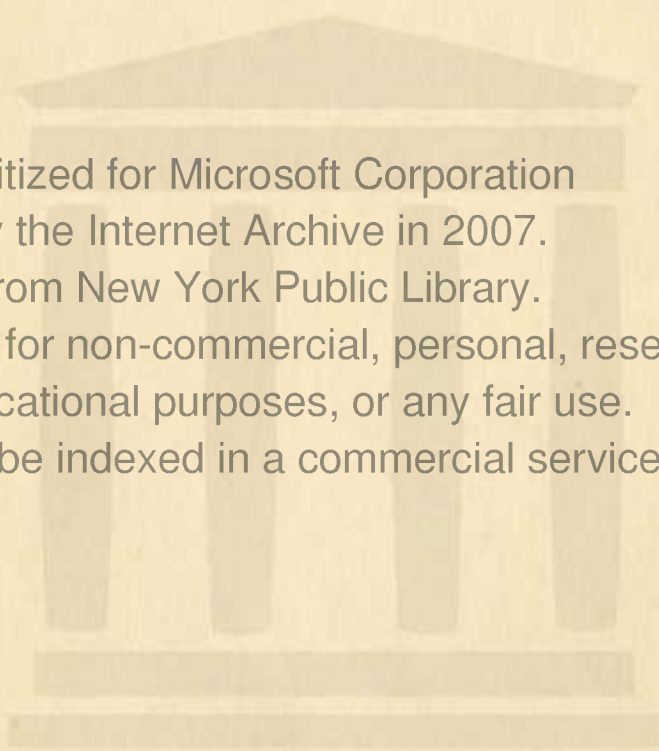 itized for Microsoft Corporation
the Internet Archive in 2007.
rom New York Public Library.
for non-commercial, personal, rese
cational purposes, or any fair use.
be indexed in a commercial service